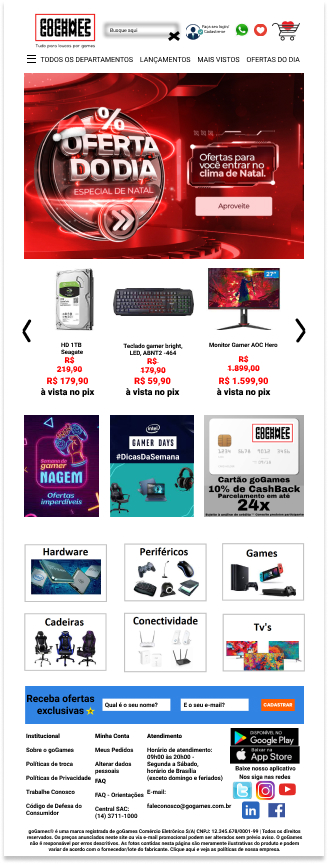 GOGAMEE
Tudo para loucos por games
Busque aqui
Faça seu login/
Cadastre-se
TODOS OS DEPARTAMENTOS LANÇAMENTOS MAIS VISTOS OFERTAS DO DIA
%
OFERTA
DO DIA
ESPECIAL DE NATAL
Ofertas para
você entrar no
clima de Natal.
Aproveite
27"
HD 1TB
Seagate
R$
219,90
R$ 179,90
à vista no pix
Teclado gamer bright,
LED, ABNT2 -464
R$
179,90
R$ 59,90
à vista no pix
Monitor Gamer AOC Hero
R$
1.899,00
R$ 1.599,90
à vista no pix
Semana do
gamer
NAGEM
Ofertas
imperdíveis
intel
GAMER DAYS
#DicasDaSemana
GOGAMEE
Cartão goGames
10% de CashBack
Parcelamento em até
24x
Hardware
Periféricos
Games
Cadeiras
Conectividade
Tv's
Receba ofertas
exclusivas
Qual é o seu nome?
E o seu e-mail?
CADASTRAR
Institucional
Sobre o goGames
Política de troca
Políticas de Privacidade
Trabalhe Conosco
Código de Defesa do
Consumidor
Minha Conta
Meus Pedidos
Alterar dados
pessoais
FAQ
FAQ - Orientações
Central SAC:
(14) 3711-1000
Atendimento
Horário de atendimento:
09h00 às 20h00 -
Segunda a Sábado,
horário de Brasília
(exceto domingo e feriados)
E-mail:
faleconosco@gogames.com.br
DISPONÍVEL NO
Google Play
Baixar na
App Store
Baixe nosso aplicativo
Nos siga nas redes
goGames® é uma marca registrada de goGames Comércio Eletrônico S/A| CNPJ: 12.345.678/0001-99 | Todos os direitos
reservados. Os preços anunciados neste site ou via e-mail promocional podem ser alterados sem prévio aviso. O goGames
não é responsável por erros descritivos. As fotos contidas nesta página são meramente ilustrativas do produto e podem
variar de acordo com o fornecedor/lote do fabricante. Clique aqui e veja as políticas de nossa empresa.